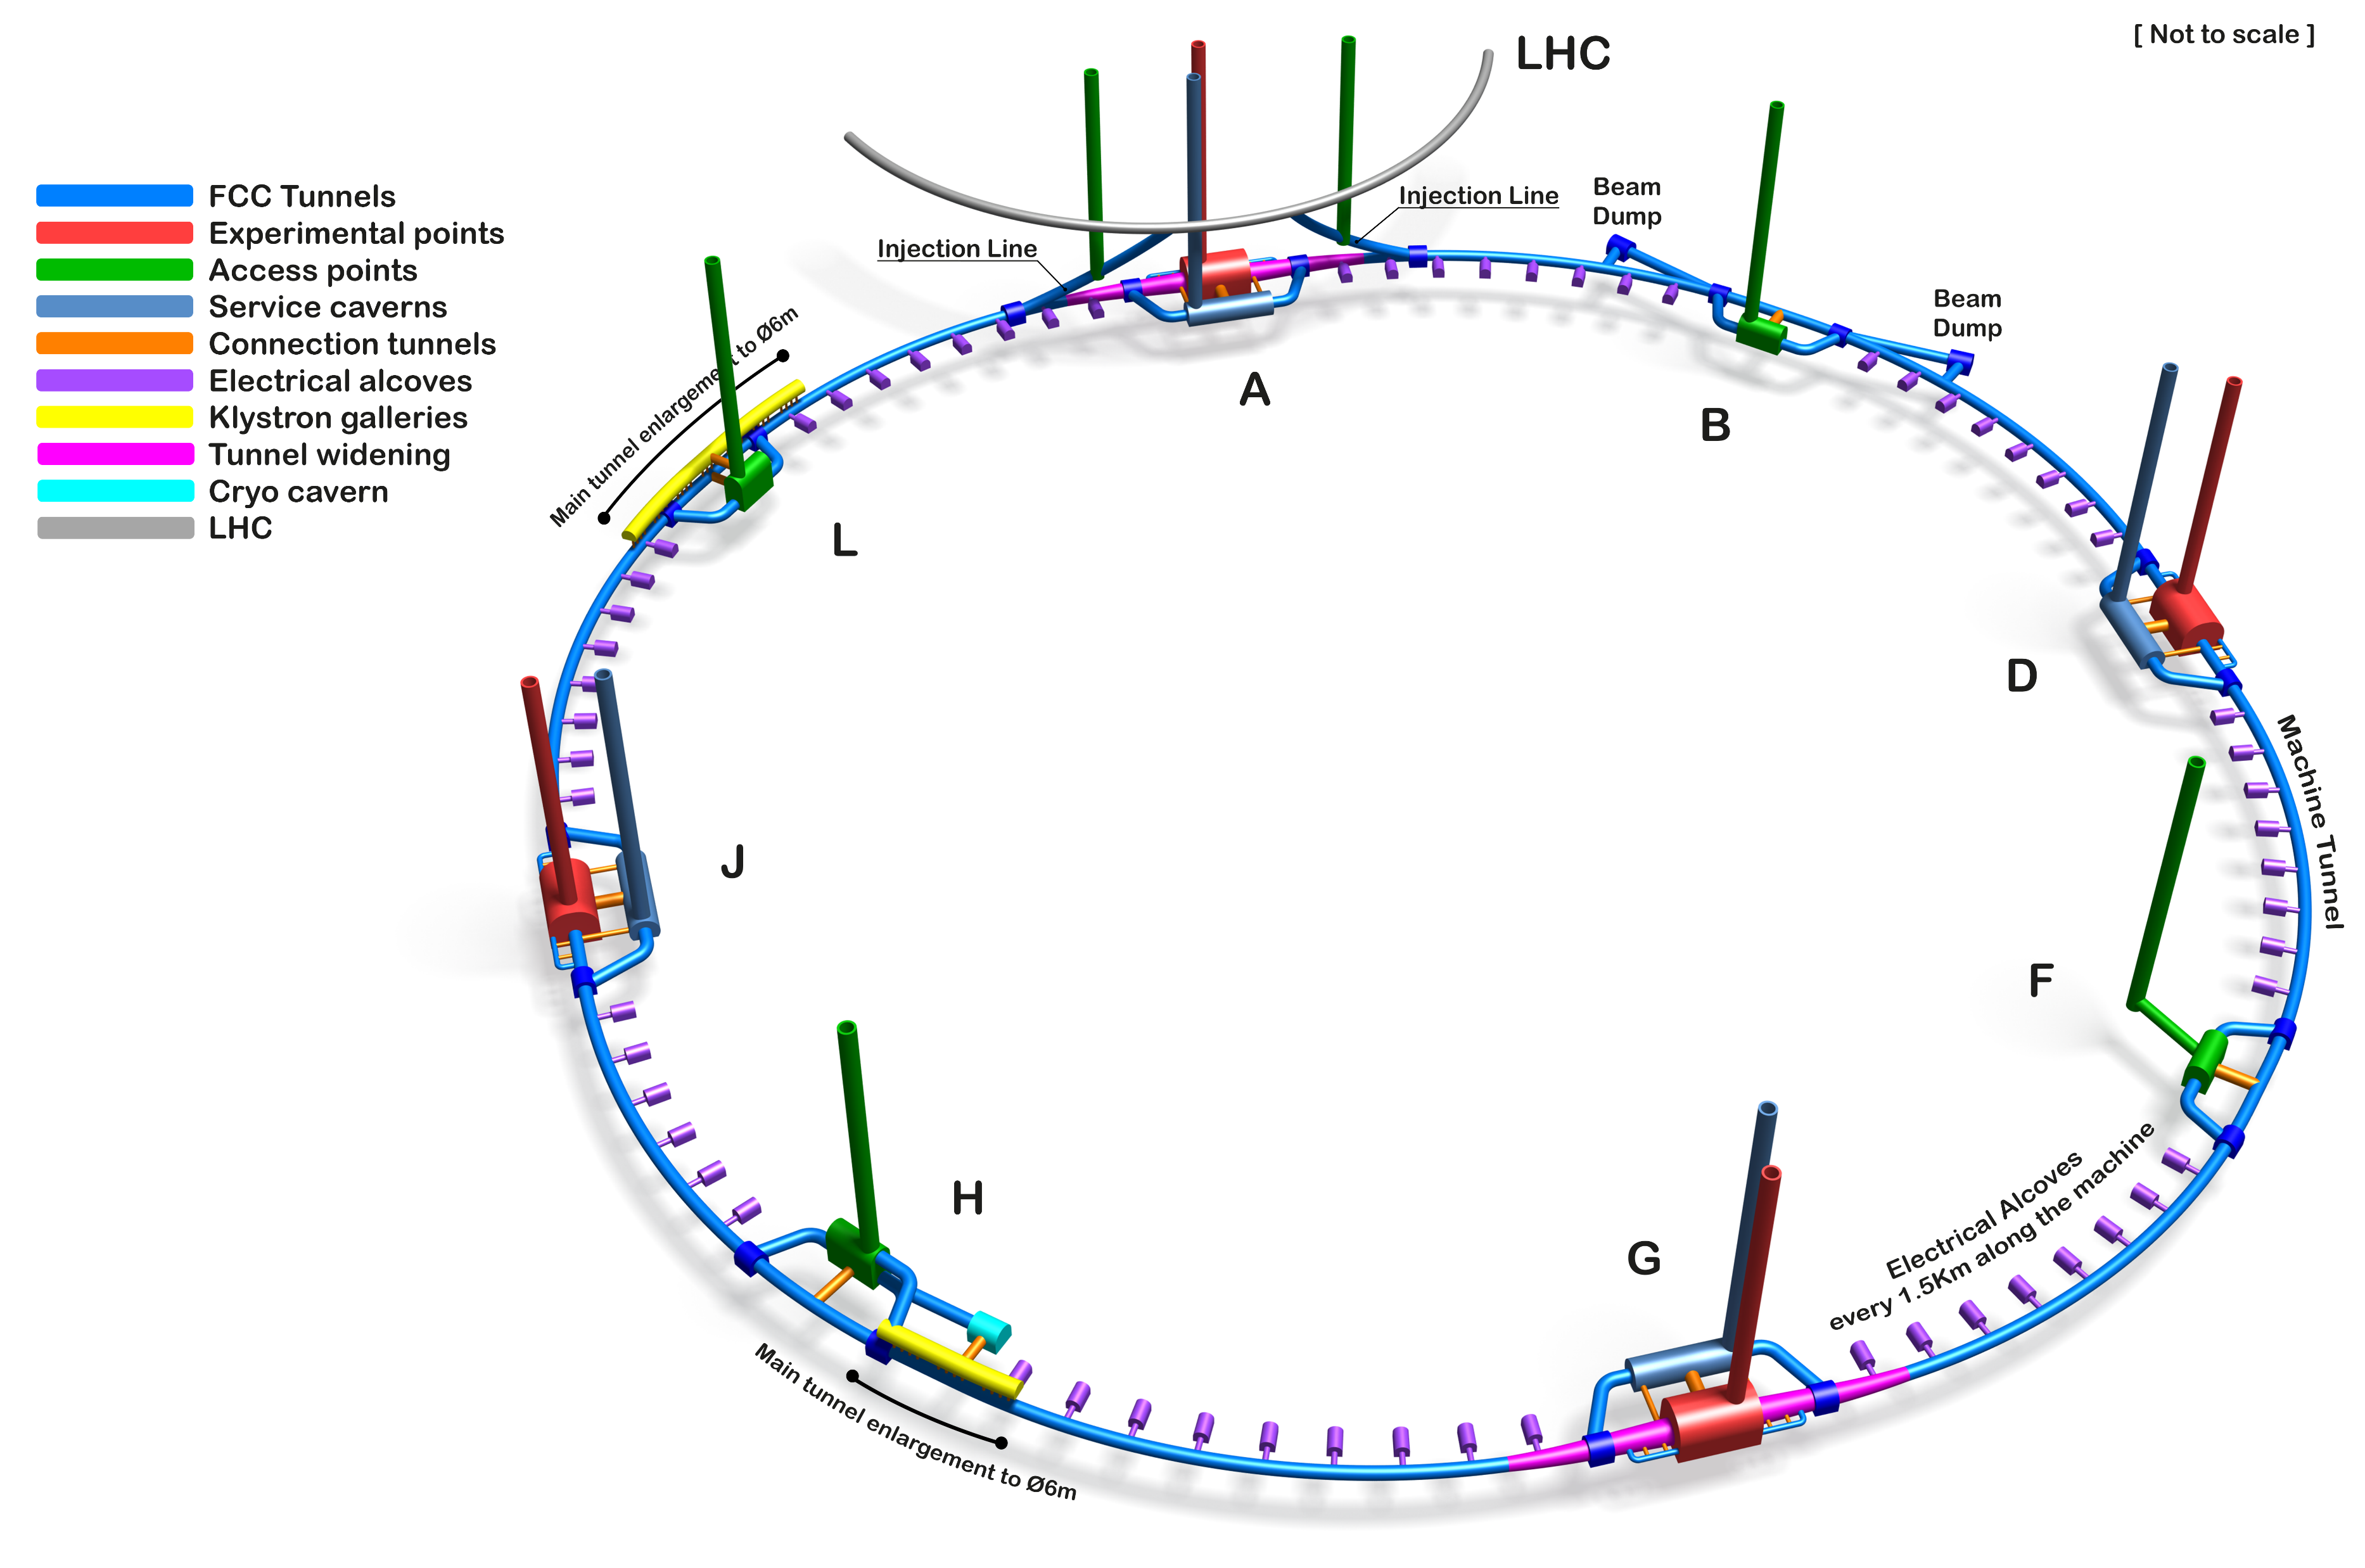 [ Not to scale ]
LHC
FCC Tunnels
Experimental points
Access points
Service caverns
Connection tunnels
Electrical alcoves
Klystron galleries
Tunnel widening
Cryo cavern
LHC
Injection Line
Injection Line
Beam
Dump
Beam
Dump
Main tunnel enlargement to Ø6m
A
B
L
D
Machine Tunnel
J
F
H
G
Electrical Alcoves
every 1.5Km along the machine
Main tunnel enlargement to Ø6m